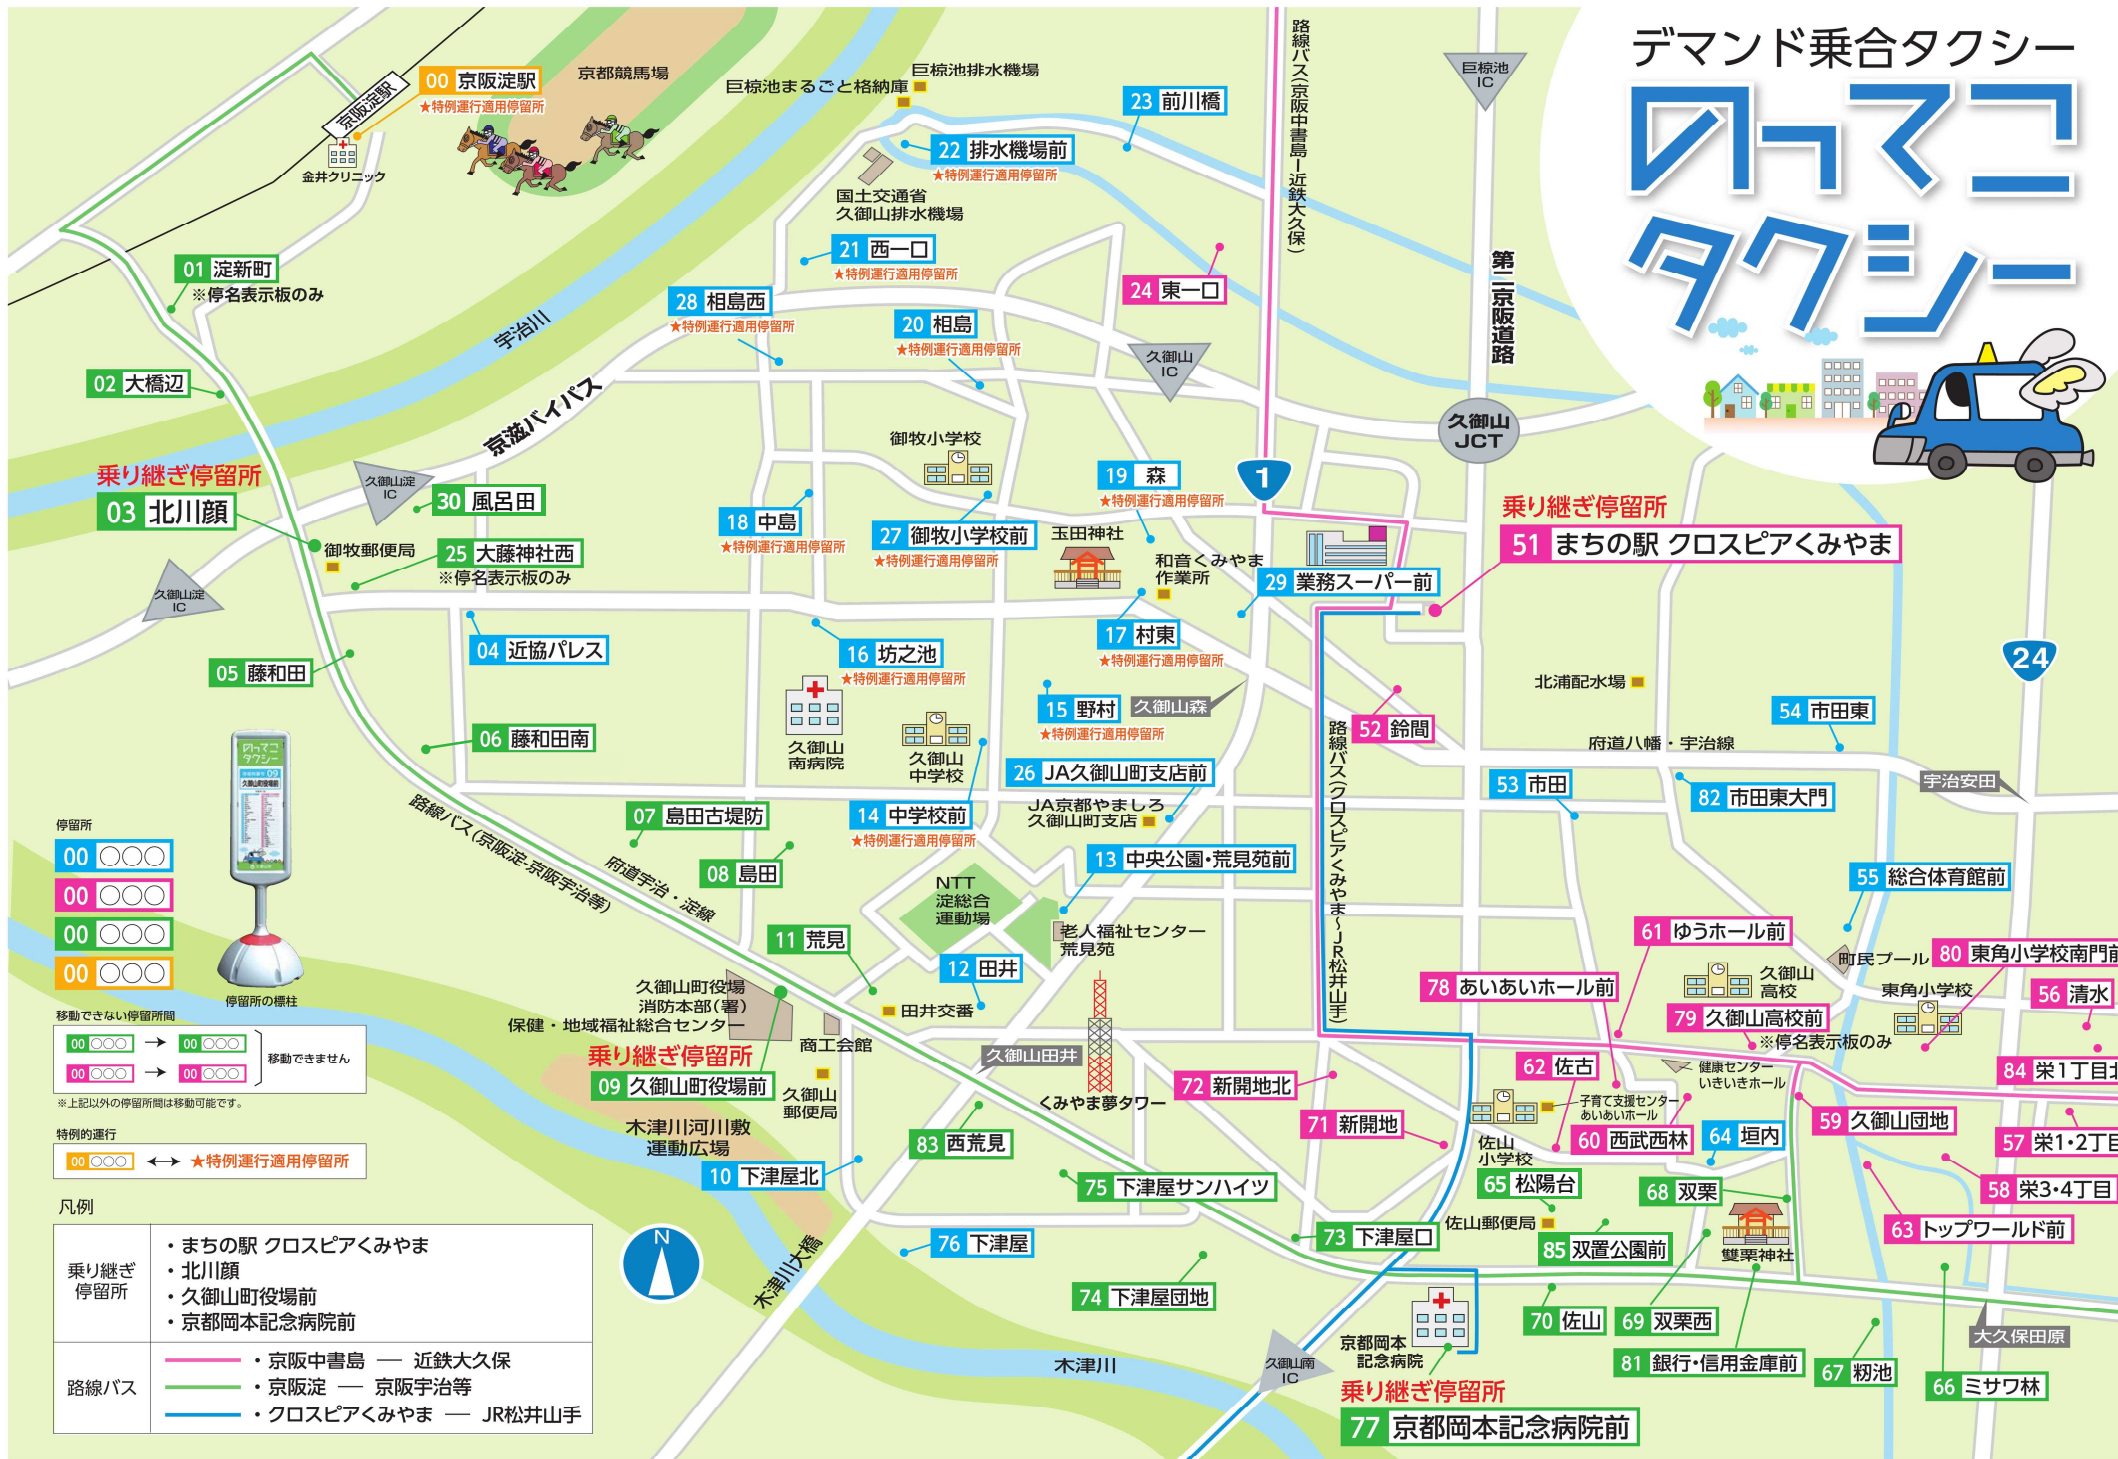 デマンド乗合タクシー
のってこ
タクシー
00 京阪淀駅
★特例運行適用停留所
京阪淀駅
金井クリニック
京都競馬場
巨椋池まるごと格納庫
巨椋池排水機場
23 前川橋
22 排水機場前
★特例運行適用停留所
国土交通省
久御山排水機場
21 西一口
★特例運行適用停留所
24 東一口
路線バス(京阪中書島ー近鉄大久保)
巨椋池
IC
第二京阪道路
01 淀新町
※停名表示板のみ
28 相島西
★特例運行適用停留所
20 相島
★特例運行適用停留所
宇治川
久御山
IC
02 大橋辺
京滋バイパス
久御山
JCT
御牧小学校
乗り継ぎ停留所
03 北川顔
久御山淀
IC
30 風呂田
19 森
★特例運行適用停留所
1
18 中島
★特例運行適用停留所
27 御牧小学校前
★特例運行適用停留所
玉田神社
乗り継ぎ停留所
51 まちの駅 クロスピアくみやま
御牧郵便局
25 大藤神社西
※停名表示板のみ
和音くみやま
作業所
29 業務スーパー前
久御山淀
IC
04 近協パレス
16 坊之池
★特例運行適用停留所
17 村東
★特例運行適用停留所
24
05 藤和田
北浦配水場
15 野村
★特例運行適用停留所
久御山森
52 鈴間
54 市田東
06 藤和田南
久御山
南病院
久御山
中学校
府道八幡・宇治線
路線バス(クロスピアくみやま〜JR松井山手)
26 JA久御山町支店前
JA京都やましろ
久御山町支店
53 市田
82 市田東大門
宇治安田
路線バス(京阪淀-京阪宇治等)
07 島田古堤防
14 中学校前
★特例運行適用停留所
府道宇治・淀線
08 島田
13 中央公園・荒見苑前
55 総合体育館前
NTT
淀総合
運動場
老人福祉センター
荒見苑
11 荒見
12 田井
61 ゆうホール前
町民プール
80 東角小学校南門前
78 あいあいホール前
久御山
高校
東角小学校
56 清水
79 久御山高校前
※停名表示板のみ
久御山町役場
消防本部(署)
保健・地域福祉総合センター
田井交番
商工会館
乗り継ぎ停留所
09 久御山町役場前
久御山
郵便局
久御山田井
くみやま夢タワー
72 新開地北
62 佐古
健康センター
いきいきホール
84 栄1丁目北
子育て支援センター
あいあいホール
59 久御山団地
71 新開地
60 西武西林
64 垣内
57 栄1・2丁目
木津川河川敷
運動広場
83 西荒見
佐山
小学校
10 下津屋北
75 下津屋サンハイツ
65 松陽台
68 双栗
58 栄3・4丁目
佐山郵便局
73 下津屋口
85 双置公園前
雙栗神社
63 トップワールド前
76 下津屋
木津川大橋
74 下津屋団地
70 佐山
69 双栗西
大久保田原
木津川
京都岡本
記念病院
久御山南
IC
81 銀行・信用金庫前
67 籾池
66 ミサワ林
乗り継ぎ停留所
77 京都岡本記念病院前
N
停留所
00 〇〇〇
00 〇〇〇
00 〇〇〇
00 〇〇〇
のってこ
タクシー
09
久御山町役場前
停留所の標柱
移動できない停留所間
00 〇〇〇 → 00 〇〇〇
00 〇〇〇 → 00 〇〇〇
移動できません
※上記以外の停留所間は移動可能です。
特例的運行
00 〇〇〇 ↔ ★特例運行適用停留所
凡例
乗り継ぎ
停留所
・まちの駅 クロスピアくみやま
・北川顔
・久御山町役場前
・京都岡本記念病院前
路線バス
・京阪中書島 — 近鉄大久保
・京阪淀 — 京阪宇治等
・クロスピアくみやま — JR松井山手